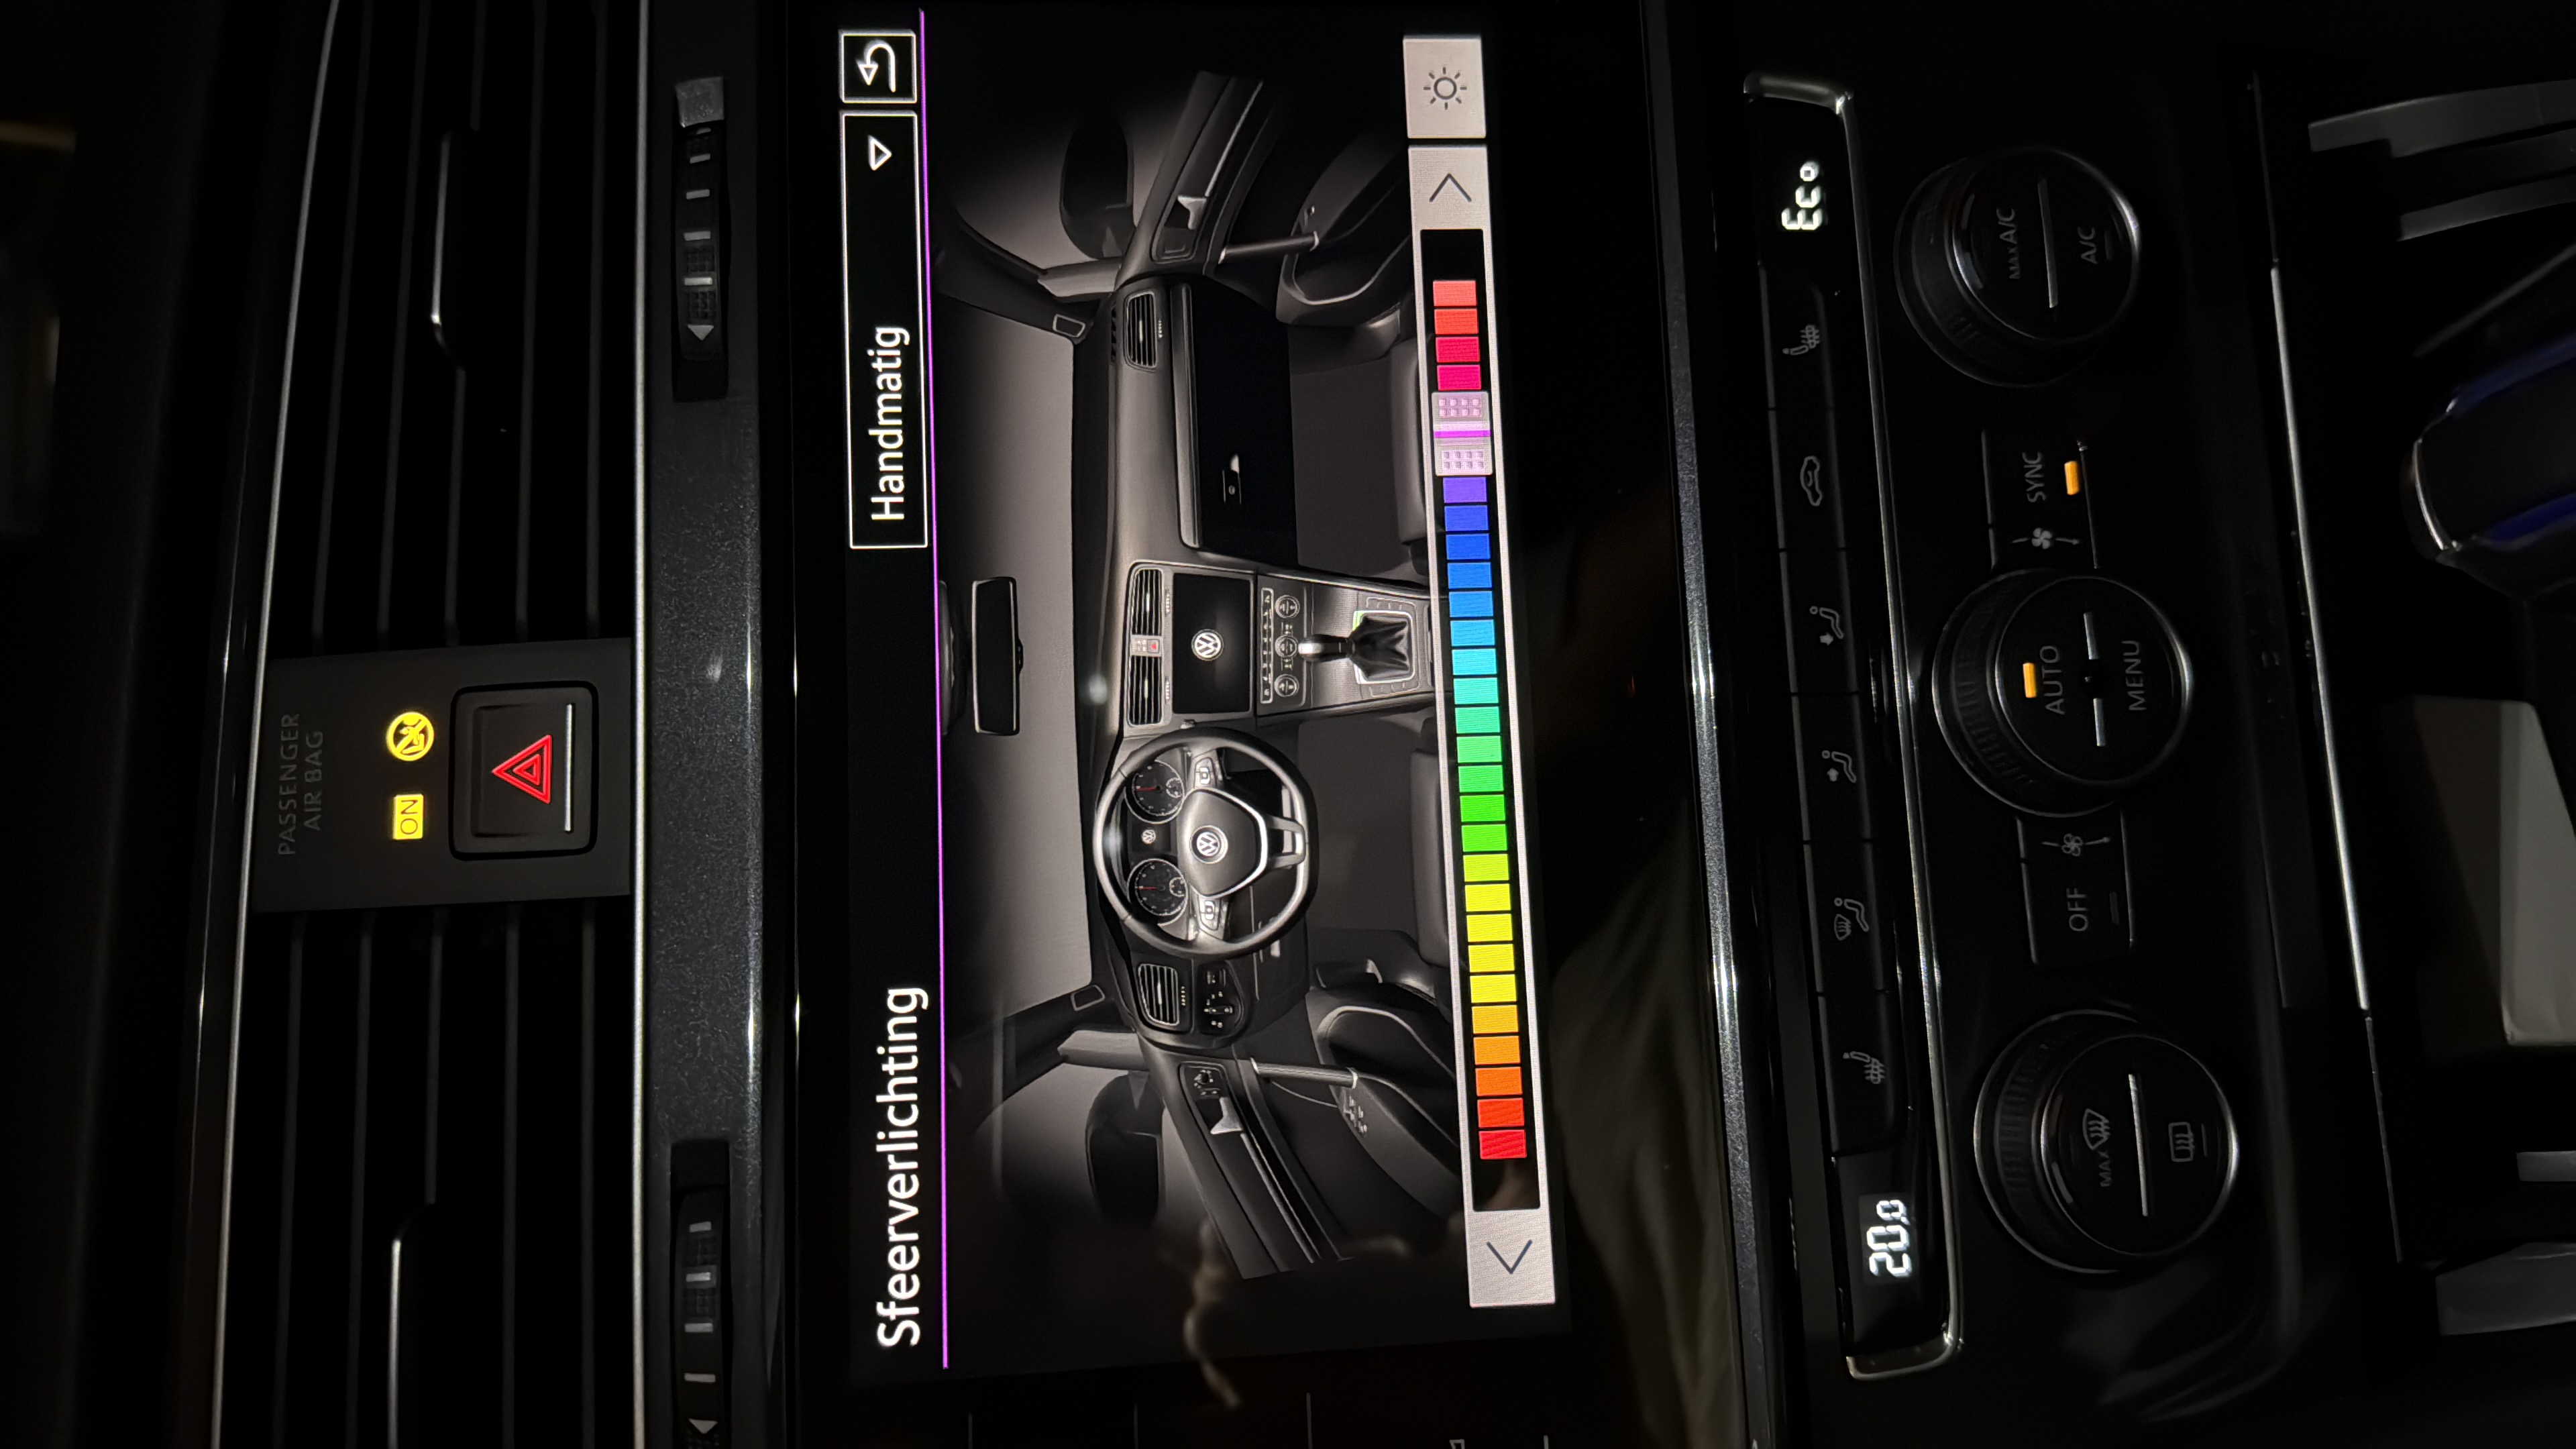 PASSENGER
AIR BAG
ON
Sfeerverlichting
Handmatig
20,0
Eco
MAX
OFF
AUTO
MENU
SYNC
MAX A/C
A/C